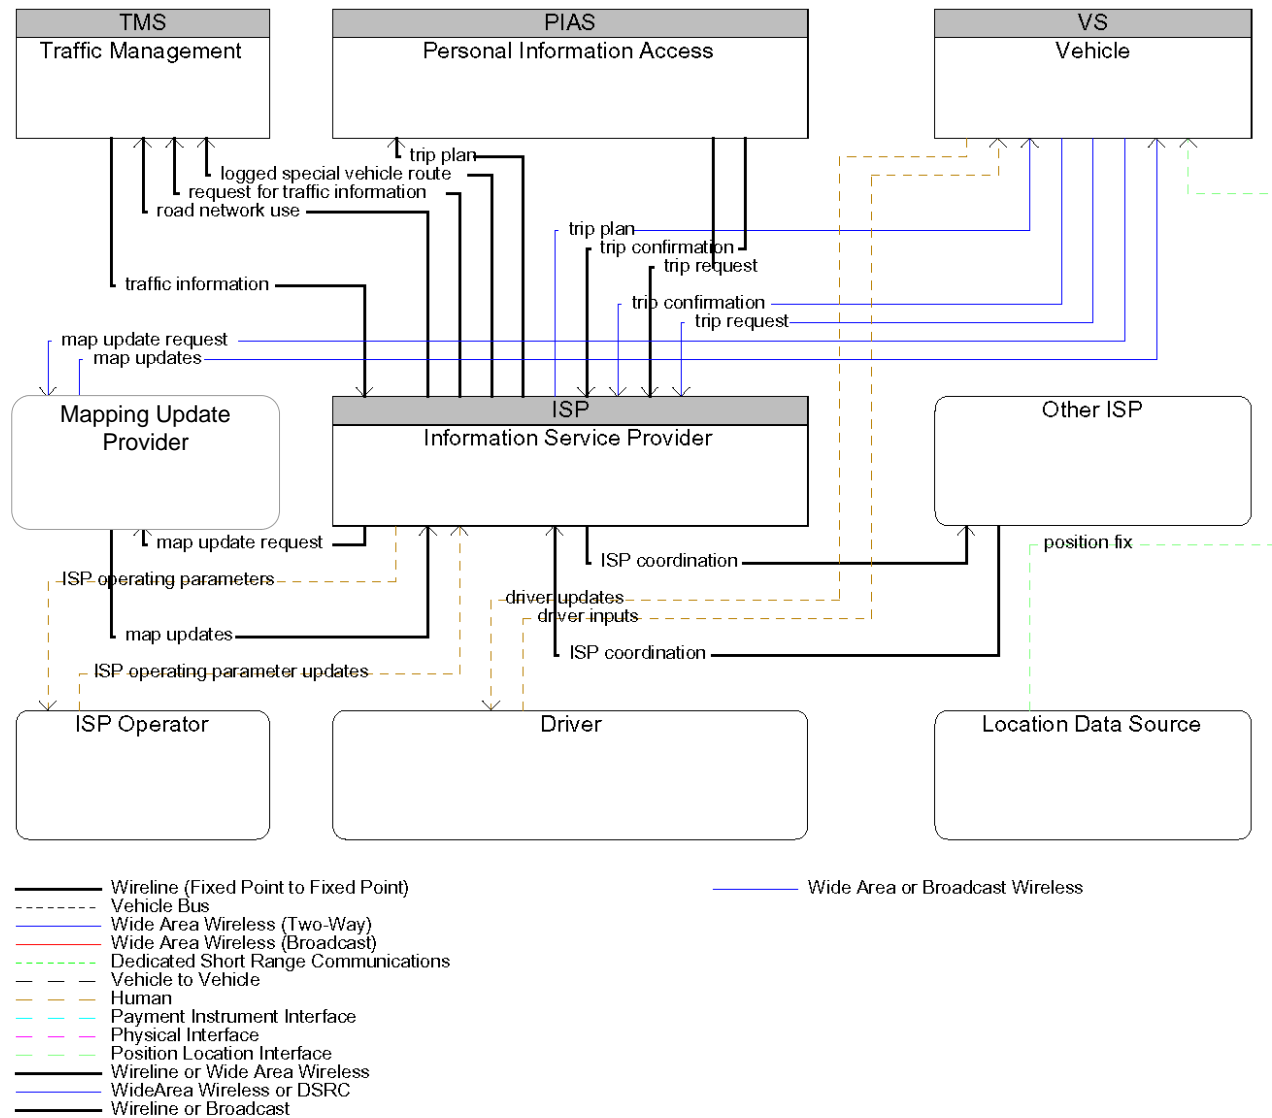 TMS
Traffic Management
PIAS
Personal Information Access
VS
Vehicle
trip plan
logged special vehicle route
request for traffic information
road network use
trip plan
trip confirmation
trip request
traffic information
trip confirmation
trip request
map update request
map updates
Mapping Update
Provider
ISP
Information Service Provider
Other ISP
map update request
position fix
ISP coordination
ISP operating parameters
driver updates
driver inputs
map updates
ISP coordination
ISP operating parameter updates
ISP Operator
Driver
Location Data Source
Wireline (Fixed Point to Fixed Point)
Wide Area or Broadcast Wireless
Vehicle Bus
Wide Area Wireless (Two-Way)
Wide Area Wireless (Broadcast)
Dedicated Short Range Communications
Vehicle to Vehicle
Human
Payment Instrument Interface
Physical Interface
Position Location Interface
Wireline or Wide Area Wireless
WideArea Wireless or DSRC
Wireline or Broadcast